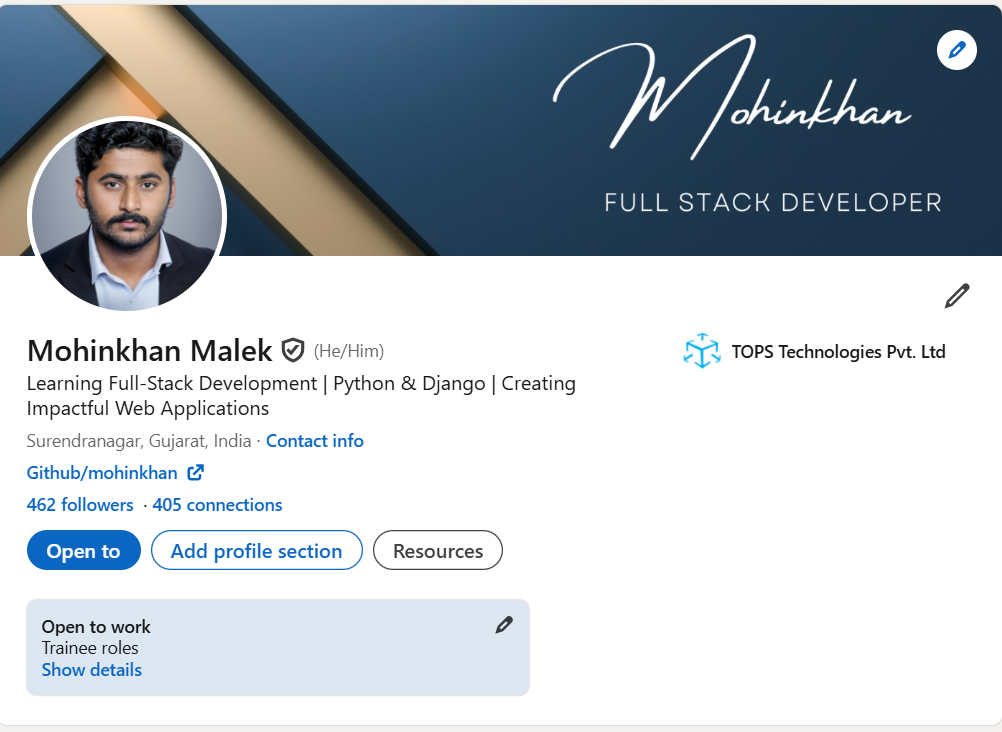 Mohinkhan
FULL STACK DEVELOPER
Mohinkhan Malek (He/Him)
TOPS Technologies Pvt. Ltd
Learning Full-Stack Development | Python & Django | Creating
Impactful Web Applications
Surendranagar, Gujarat, India · Contact info
Github/mohinkhan
462 followers · 405 connections
Open to
Add profile section
Resources
Open to work
Trainee roles
Show details